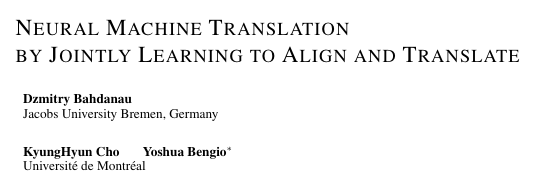 NEURAL MACHINE TRANSLATION
BY JOINTLY LEARNING TO ALIGN AND TRANSLATE
Dzmitry Bahdanau
Jacobs University Bremen, Germany
KyungHyun Cho Yoshua Bengio*
Université de Montréal